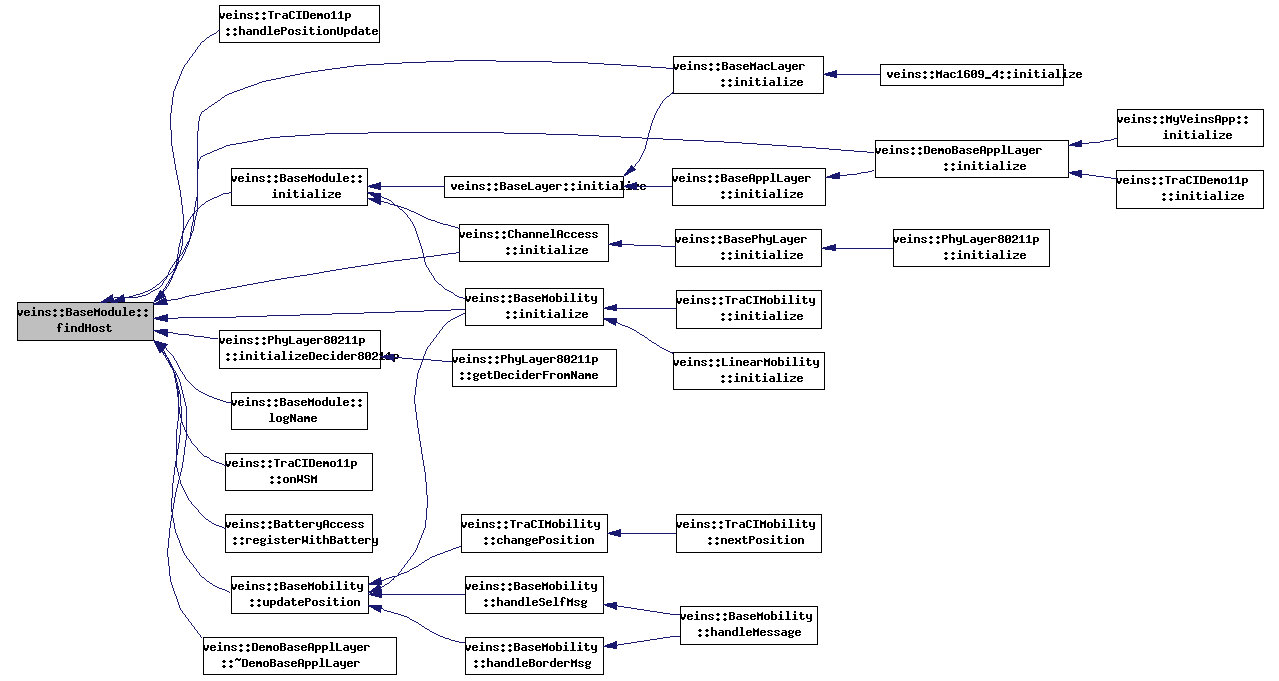 veins::TraCIDemo11p
::handlePositionUpdate
veins::BaseMacLayer
::initialize
veins::Mac1609_4::initialize
veins::MyVeinsApp::
initialize
veins::DemoBaseApplLayer
::initialize
veins::BaseModule::
initialize
veins::BaseLayer::initialize
veins::BaseApplLayer
::initialize
veins::TraCIDemo11p
::initialize
veins::ChannelAccess
::initialize
veins::BasePhyLayer
::initialize
veins::PhyLayer80211p
::initialize
veins::BaseModule::
findHost
veins::BaseMobility
::initialize
veins::TraCIMobility
::initialize
veins::PhyLayer80211p
::initializeDecider80211p
veins::PhyLayer80211p
::getDeciderFromName
veins::LinearMobility
::initialize
veins::BaseModule::
logName
veins::TraCIDemo11p
::onWSM
veins::BatteryAccess
::registerWithBattery
veins::TraCIMobility
::changePosition
veins::TraCIMobility
::nextPosition
veins::BaseMobility
::updatePosition
veins::BaseMobility
::handleSelfMsg
veins::BaseMobility
::handleMessage
veins::DemoBaseApplLayer
::~DemoBaseApplLayer
veins::BaseMobility
::handleBorderMsg